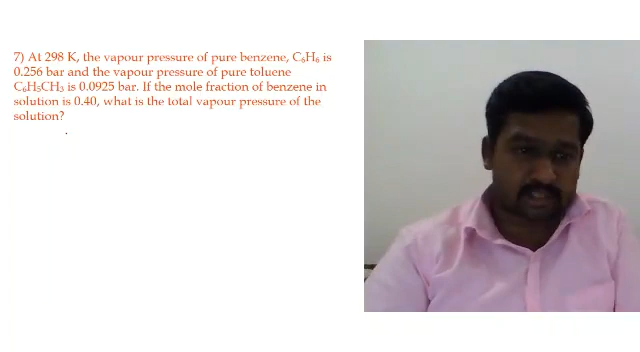 7) At 298 K, the vapour pressure of pure benzene, C₆H₆ is
0.256 bar and the vapour pressure of pure toluene
C₆H₅CH₃ is 0.0925 bar. If the mole fraction of benzene in
solution is 0.40, what is the total vapour pressure of the
solution?